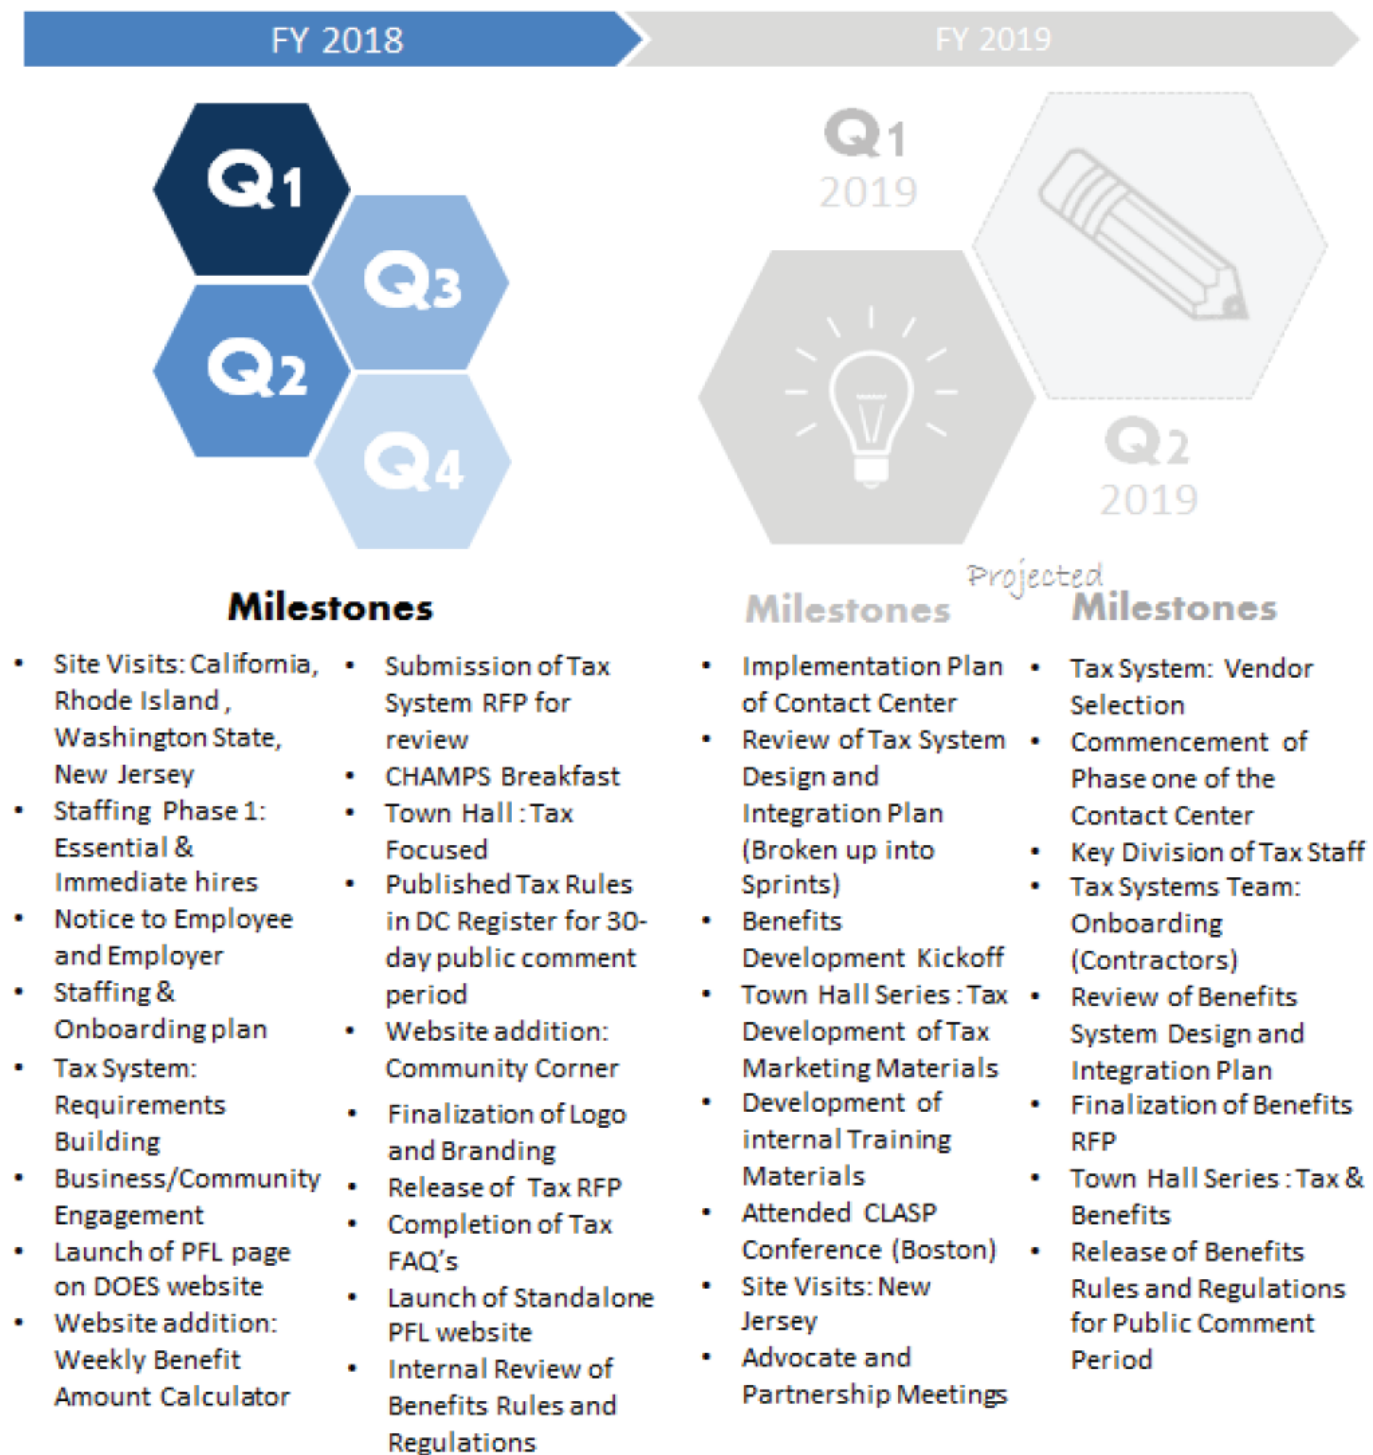 FY 2018
FY 2019
Q1
Q2
Q3
Q4
Q1
2019
Q2
2019
Milestones
• Site Visits: California,
Rhode Island,
Washington State,
New Jersey
• Staffing Phase 1:
Essential &
Immediate hires
• Notice to Employee
and Employer
• Staffing &
Onboarding plan
• Tax System:
Requirements
Building
• Business/Community
Engagement
• Launch of PFL page
on DOES website
• Website addition:
Weekly Benefit
Amount Calculator
• Submission of Tax
System RFP for
review
• CHAMPS Breakfast
• Town Hall : Tax
Focused
• Published Tax Rules
in DC Register for 30-
day public comment
period
• Website addition:
Community Corner
• Finalization of Logo
and Branding
• Release of Tax RFP
• Completion of Tax
FAQ's
• Launch of Standalone
PFL website
• Internal Review of
Benefits Rules and
Regulations
Projected
Milestones
• Implementation Plan
of Contact Center
• Review of Tax System
Design and
Integration Plan
(Broken up into
Sprints)
• Benefits
Development Kickoff
• Town Hall Series : Tax
Development of Tax
Marketing Materials
• Development of
internal Training
Materials
• Attended CLASP
Conference (Boston)
• Site Visits: New
Jersey
• Advocate and
Partnership Meetings
Milestones
• Tax System: Vendor
Selection
• Commencement of
Phase one of the
Contact Center
• Key Division of Tax Staff
• Tax Systems Team:
Onboarding
(Contractors)
• Review of Benefits
System Design and
Integration Plan
• Finalization of Benefits
RFP
• Town Hall Series : Tax &
Benefits
• Release of Benefits
Rules and Regulations
for Public Comment
Period